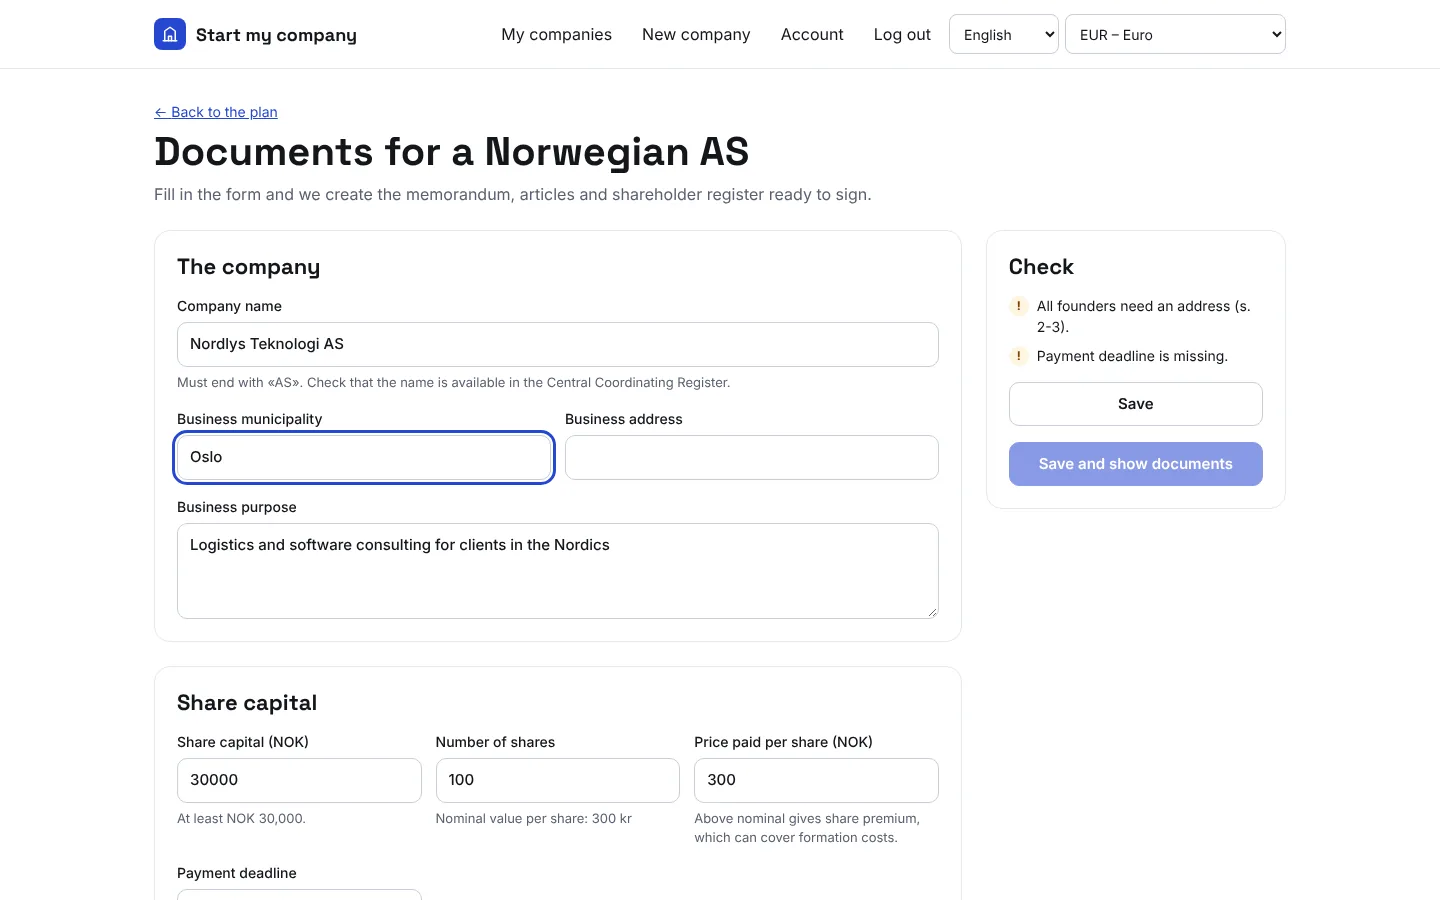 Start my company
My companies
New company
Account
Log out
English
EUR – Euro
← Back to the plan
Documents for a Norwegian AS
Fill in the form and we create the memorandum, articles and shareholder register ready to sign.
The company
Company name
Nordlys Teknologi AS
Must end with «AS». Check that the name is available in the Central Coordinating Register.
Business municipality
Business address
Oslo
Business purpose
Logistics and software consulting for clients in the Nordics
Check
! All founders need an address (s.
2-3).
! Payment deadline is missing.
Save
Save and show documents
Share capital
Share capital (NOK)
Number of shares
Price paid per share (NOK)
30000
100
300
At least NOK 30,000.
Nominal value per share: 300 kr
Above nominal gives share premium,
which can cover formation costs.
Payment deadline